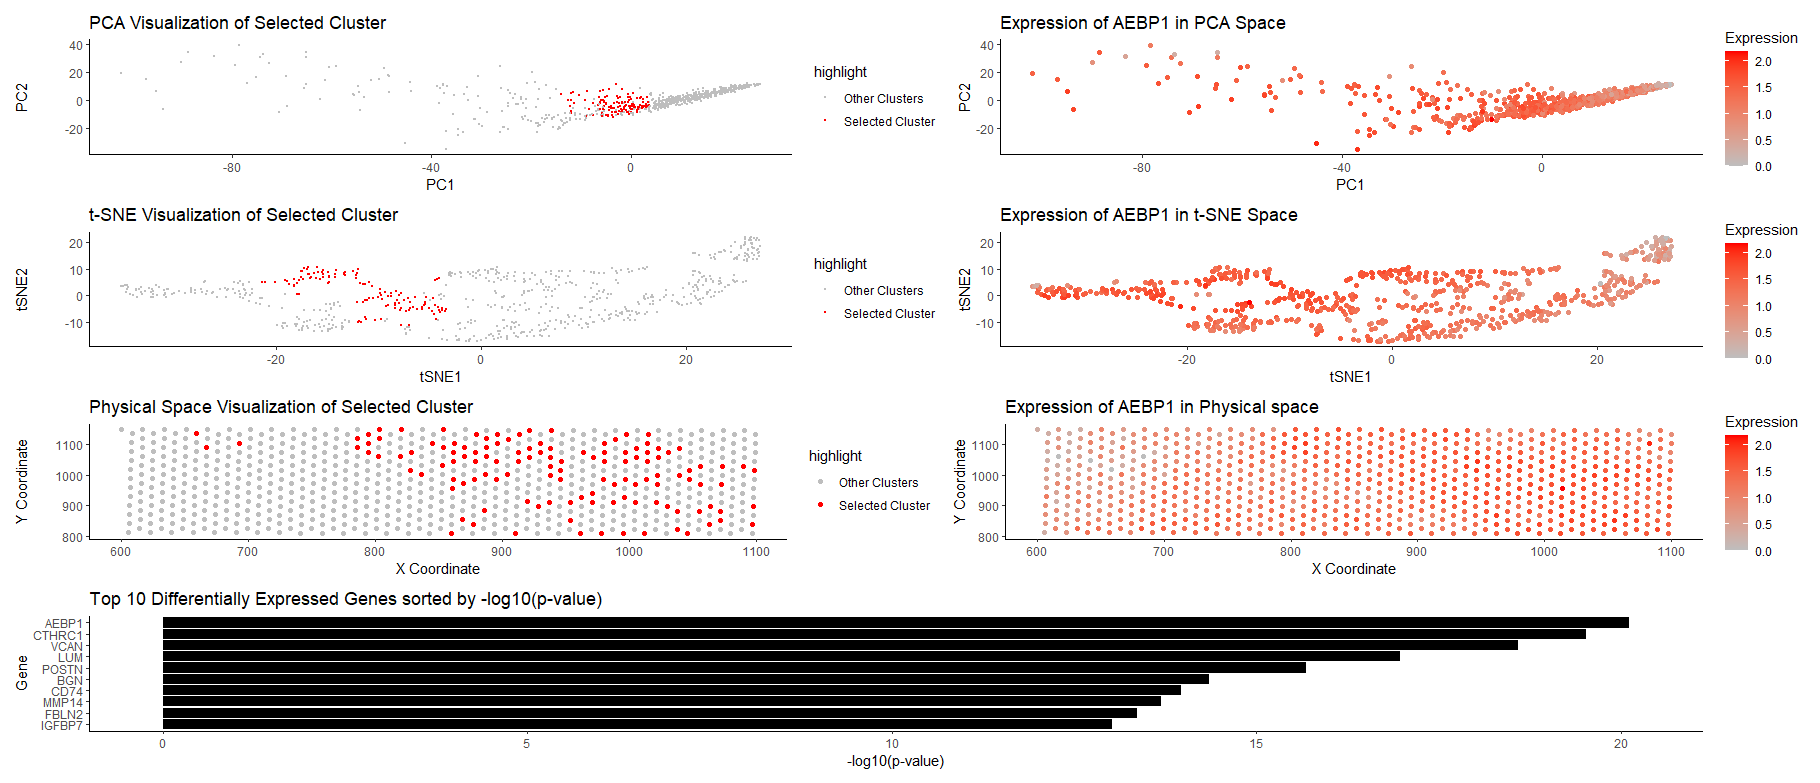 PCA Visualization of Selected Cluster
40
20
0
-20
PC2
-80
-40
0
PC1
highlight
Other Clusters
Selected Cluster
Expression of AEBP1 in PCA Space
40
20
0
-20
PC2
-80
-40
0
PC1
Expression
2.0
1.5
1.0
0.5
0.0
t-SNE Visualization of Selected Cluster
20
10
0
-10
tSNE2
-20
0
20
tSNE1
highlight
Other Clusters
Selected Cluster
Expression of AEBP1 in t-SNE Space
20
10
0
-10
tSNE2
-20
0
20
tSNE1
Expression
2.0
1.5
1.0
0.5
0.0
Physical Space Visualization of Selected Cluster
1100
1000
900
800
Y Coordinate
600
700
800
900
1000
1100
X Coordinate
highlight
Other Clusters
Selected Cluster
Expression of AEBP1 in Physical space
1100
1000
900
800
Y Coordinate
600
700
800
900
1000
1100
X Coordinate
Expression
2.0
1.5
1.0
0.5
0.0
Top 10 Differentially Expressed Genes sorted by -log10(p-value)
AEBP1
CTHRC1
VCAN
LUM
POSTN
BGN
CD74
MMP14
FBLN2
IGFBP7
Gene
0
5
10
15
20
-log10(p-value)